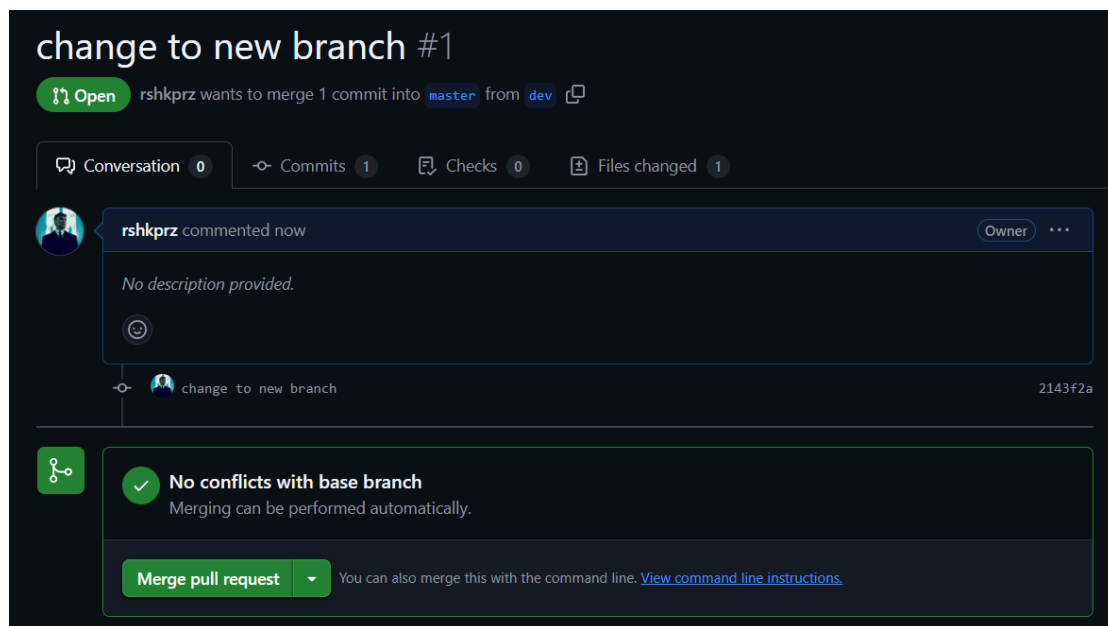 change to new branch #1
Open rshkprz wants to merge 1 commit into master from dev
Conversation 0 Commits 1 Checks 0 Files changed 1
rshkprz commented now Owner ...
No description provided.
change to new branch 2143f2a
No conflicts with base branch
Merging can be performed automatically.
Merge pull request You can also merge this with the command line. View command line instructions.